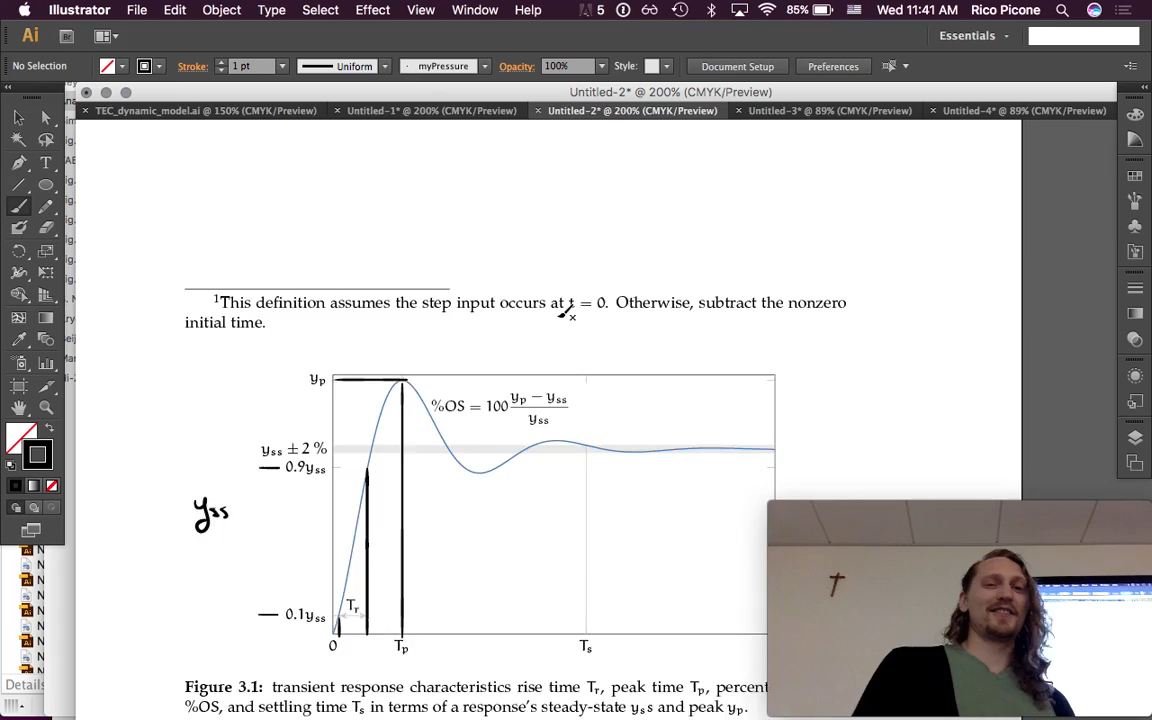 Illustrator File Edit Object Type Select Effect View Window Help 5 85% Wed 11:41 AM Rico Picone
Ai Br Essentials
No Selection Stroke: 1 pt Uniform myPressure Opacity: 100% Style: Document Setup Preferences
Untitled-2* @ 200% (CMYK/Preview)
TEC_dynamic_model.ai @ 150% (CMYK/Preview) Untitled-1* @ 200% (CMYK/Preview) Untitled-2* @ 200% (CMYK/Preview) Untitled-3* @ 89% (CMYK/Preview) Untitled-4* @ 89% (CMYK/Preview)
1This definition assumes the step input occurs at t = 0. Otherwise, subtract the nonzero
initial time.
yp
%OS = 100 yp − yss
yss
yss ± 2 %
0.9yss
yss
Tr
0.1yss
0 Tp Ts
Figure 3.1: transient response characteristics rise time Tr, peak time Tp, percent
%OS, and settling time Ts in terms of a response's steady-state yss and peak yp.
Details